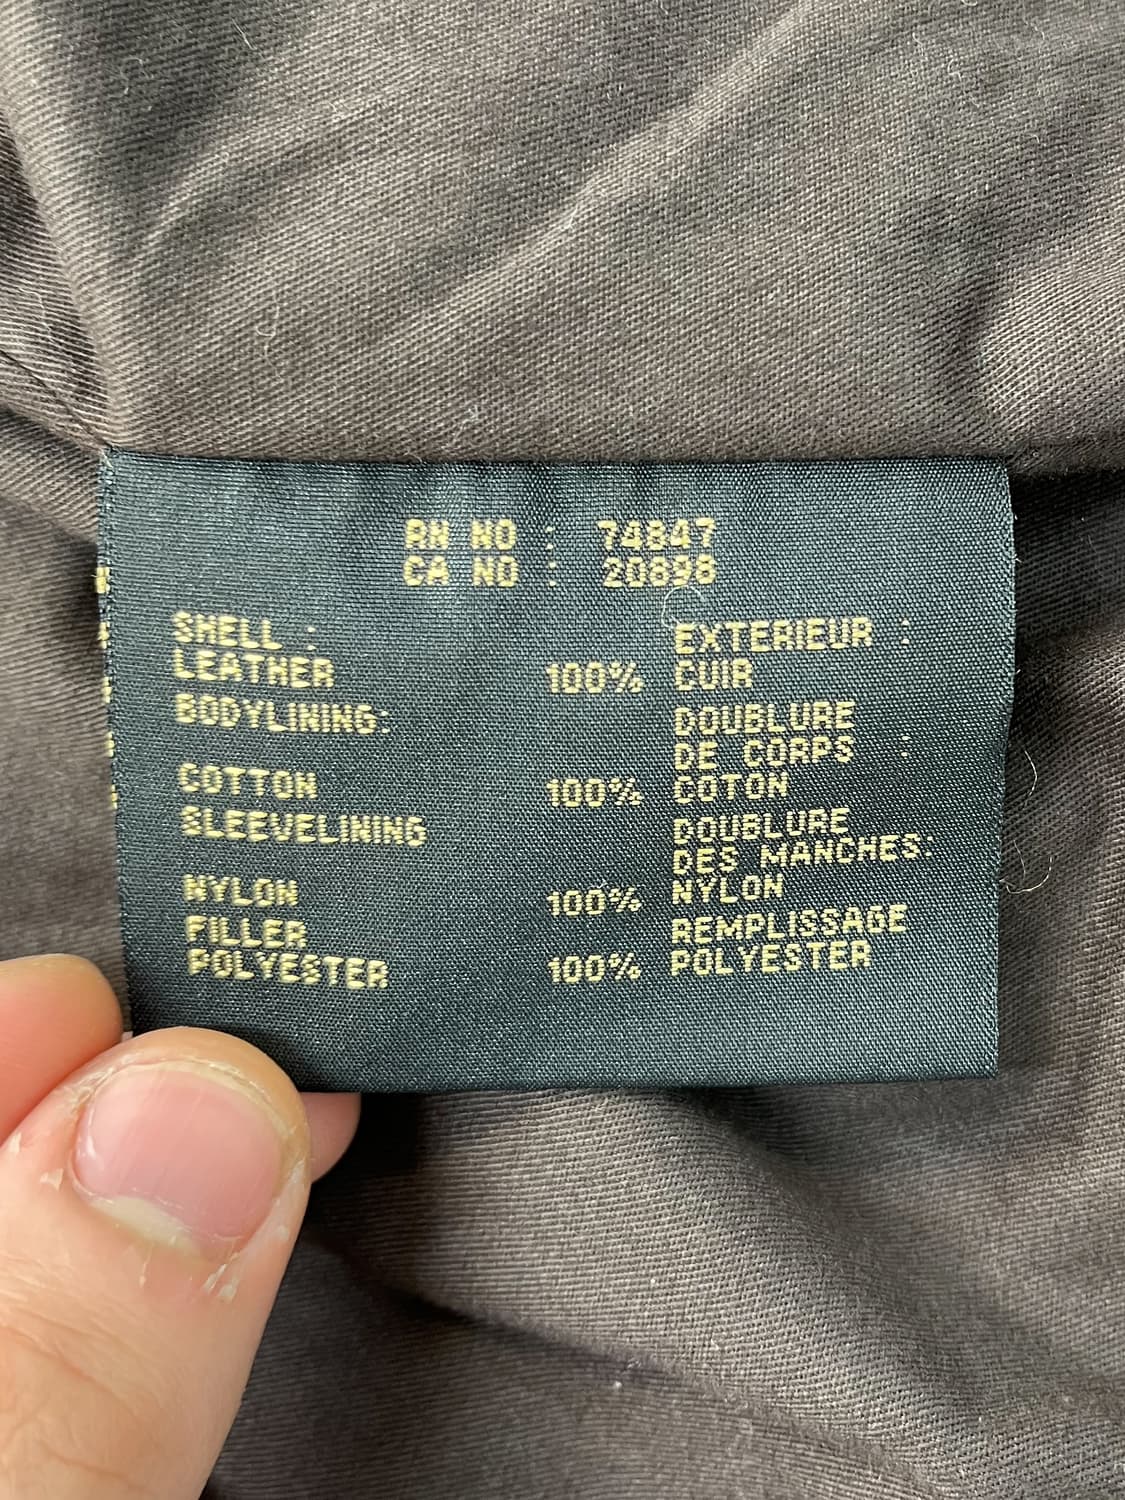 RN NO : 74847
CA NO : 20898
SHELL :
EXTERIEUR :
LEATHER 100% CUIR
BODYLINING:
DOUBLURE
DE CORPS :
COTTON 100% COTON
SLEEVELINING
DOUBLURE
DES MANCHES:
NYLON 100% NYLON
FILLER
REMPLISSAGE
POLYESTER 100% POLYESTER